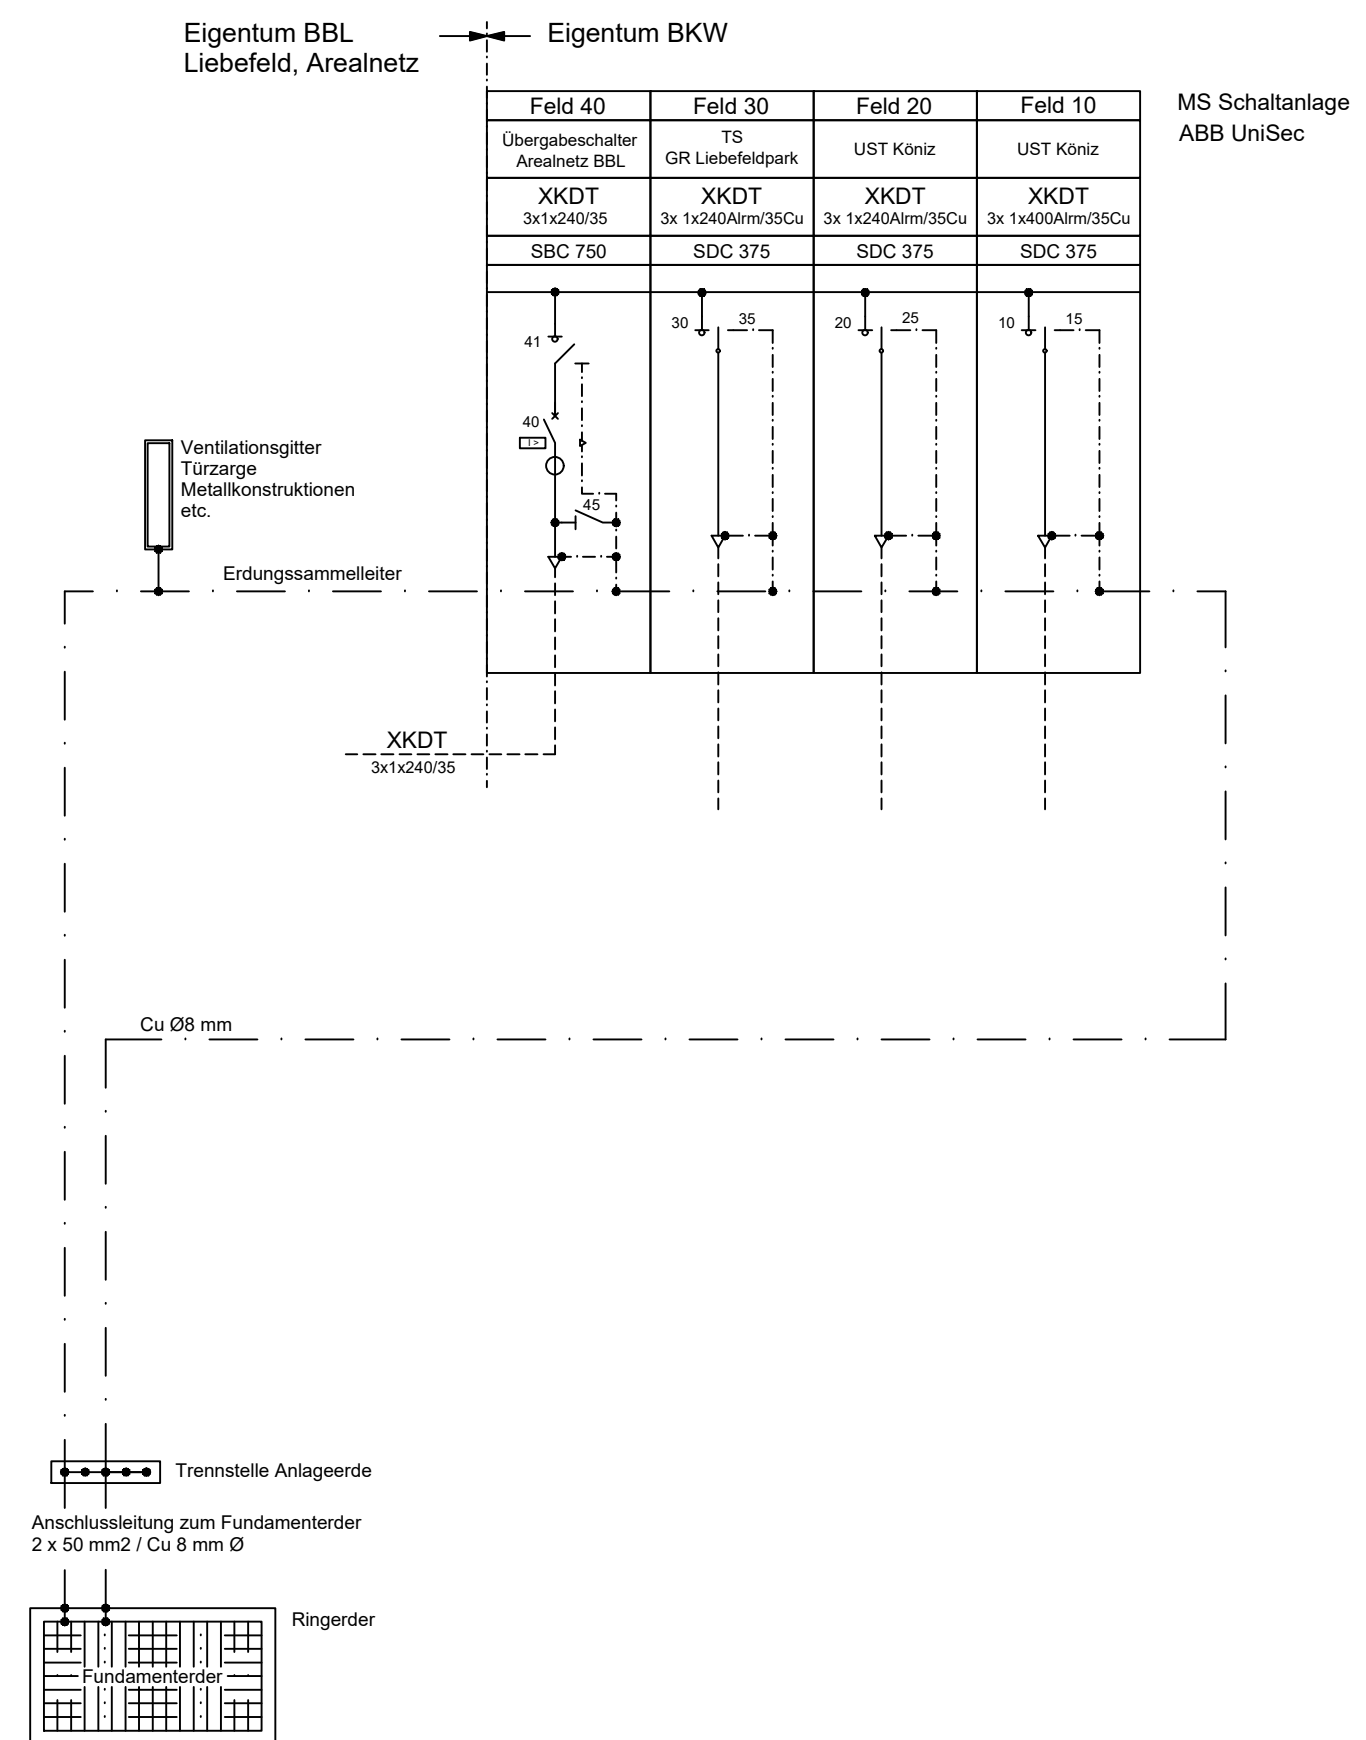 Eigentum BBL
Liebefeld, Arealnetz
Eigentum BKW
MS Schaltanlage
ABB UniSec
Feld 40
Feld 30
Feld 20
Feld 10
Übergabeschalter
Arealnetz BBL
TS
GR Liebefeldpark
UST Köniz
UST Köniz
XKDT
3x1x240/35
XKDT
3x 1x240Alrm/35Cu
XKDT
3x 1x240Alrm/35Cu
XKDT
3x 1x400Alrm/35Cu
SBC 750
SDC 375
SDC 375
SDC 375
41
40
I >
45
30
35
20
25
10
15
Ventilationsgitter
Türzarge
Metallkonstruktionen
etc.
Erdungssammelleiter
XKDT
3x1x240/35
Cu Ø8 mm
Trennstelle Anlageerde
Anschlussleitung zum Fundamenterder
2 x 50 mm2 / Cu 8 mm Ø
Ringerder
Fundamenterder